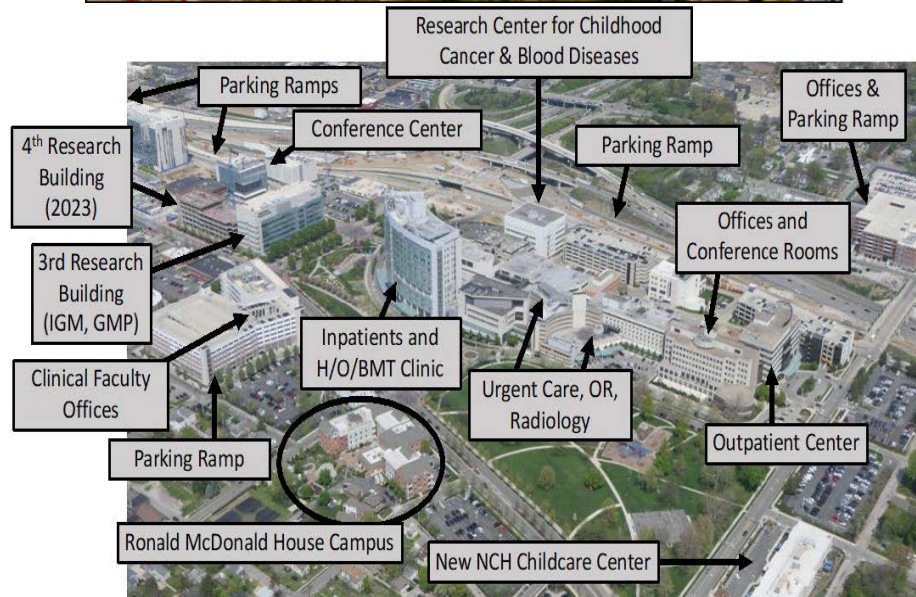 Research Center for Childhood
Cancer & Blood Diseases
Parking Ramps
Offices &
Parking Ramp
Conference Center
4th Research
Building
(2023)
Parking Ramp
Offices and
Conference Rooms
3rd Research
Building
(IGM, GMP)
Inpatients and
H/O/BMT Clinic
Clinical Faculty
Offices
Urgent Care, OR,
Radiology
Outpatient Center
Parking Ramp
Ronald McDonald House Campus
New NCH Childcare Center